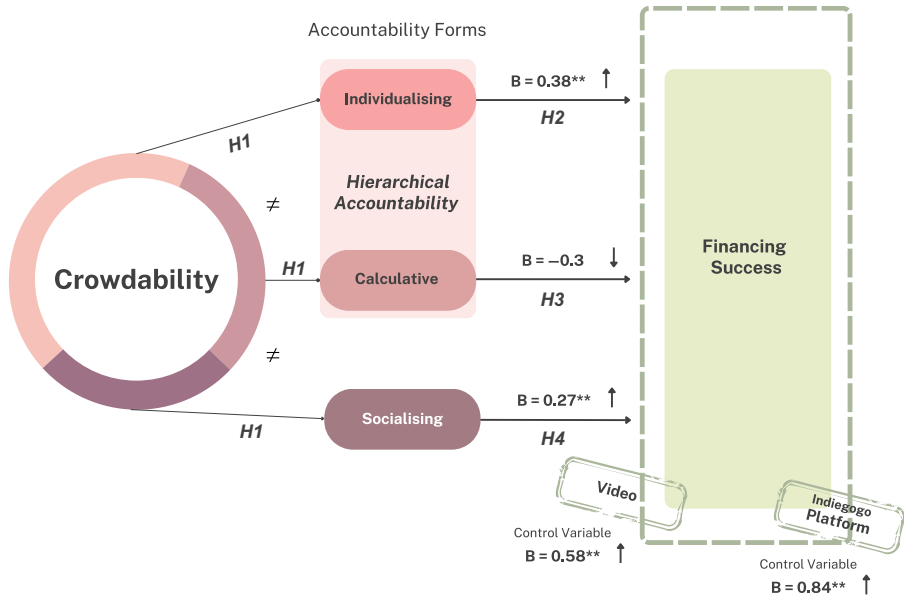 Accountability Forms
Individualising
B = 0.38** ↑
H1
H2
Hierarchical
Accountability
≠
Crowdability
H1
Calculative
B = −0.3 ↓
H3
Financing
Success
≠
H1
Socialising
B = 0.27** ↑
H4
Video
Control Variable
B = 0.58** ↑
Indiegogo
Platform
Control Variable
B = 0.84** ↑